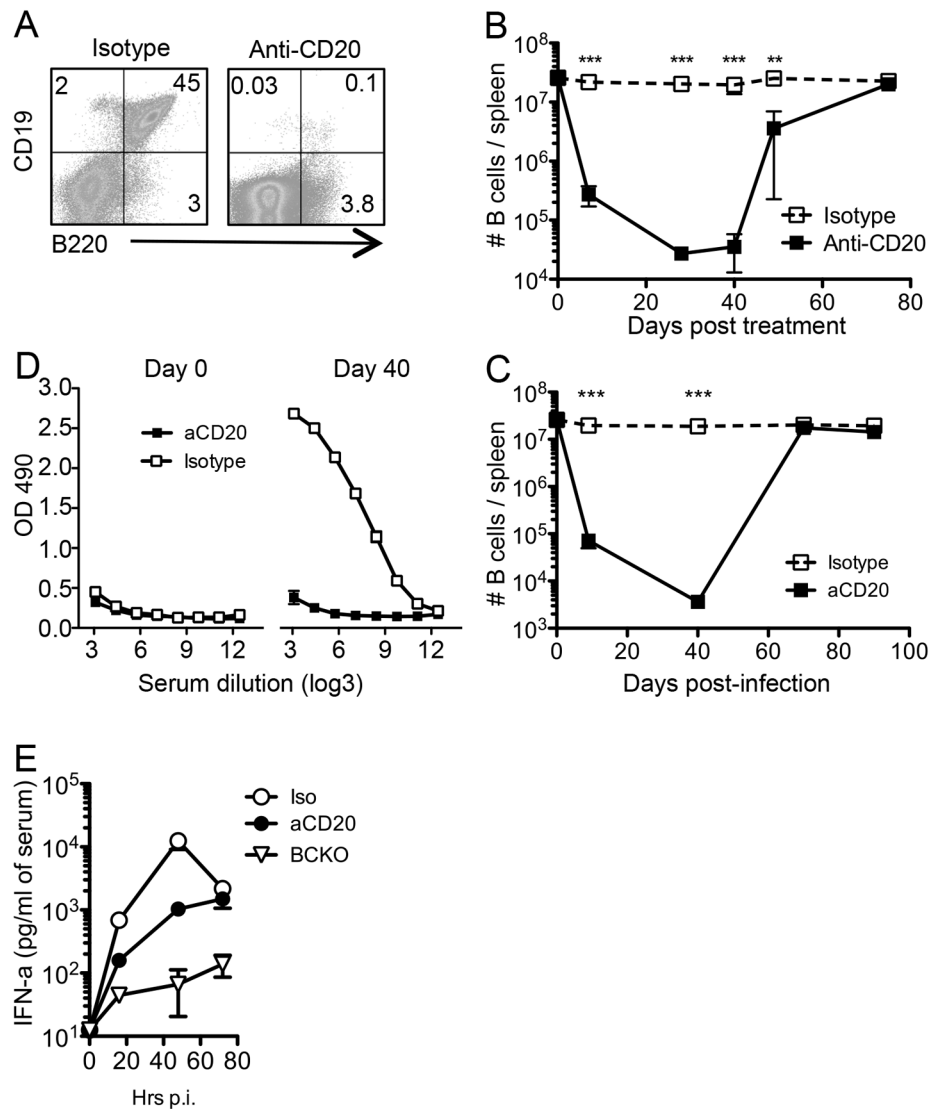 A
Isotype
Anti-CD20
2
45
3
0.03
0.1
3.8
CD19
B220
B
10^8
10^7
10^6
10^5
10^4
# B cells / spleen
***
***
***
**
Isotype
Anti-CD20
0
20
40
60
80
Days post treatment
D
Day 0
Day 40
3.0
2.5
2.0
1.5
1.0
0.5
0.0
OD 490
aCD20
Isotype
3
6
9
12
3
6
9
12
Serum dilution (log3)
C
10^8
10^7
10^6
10^5
10^4
10^3
# B cells / spleen
***
***
Isotype
aCD20
0
20
40
60
80
100
Days post-infection
E
10^5
10^4
10^3
10^2
10^1
IFN-a (pg/ml of serum)
Iso
aCD20
BCKO
0
20
40
60
80
Hrs p.i.